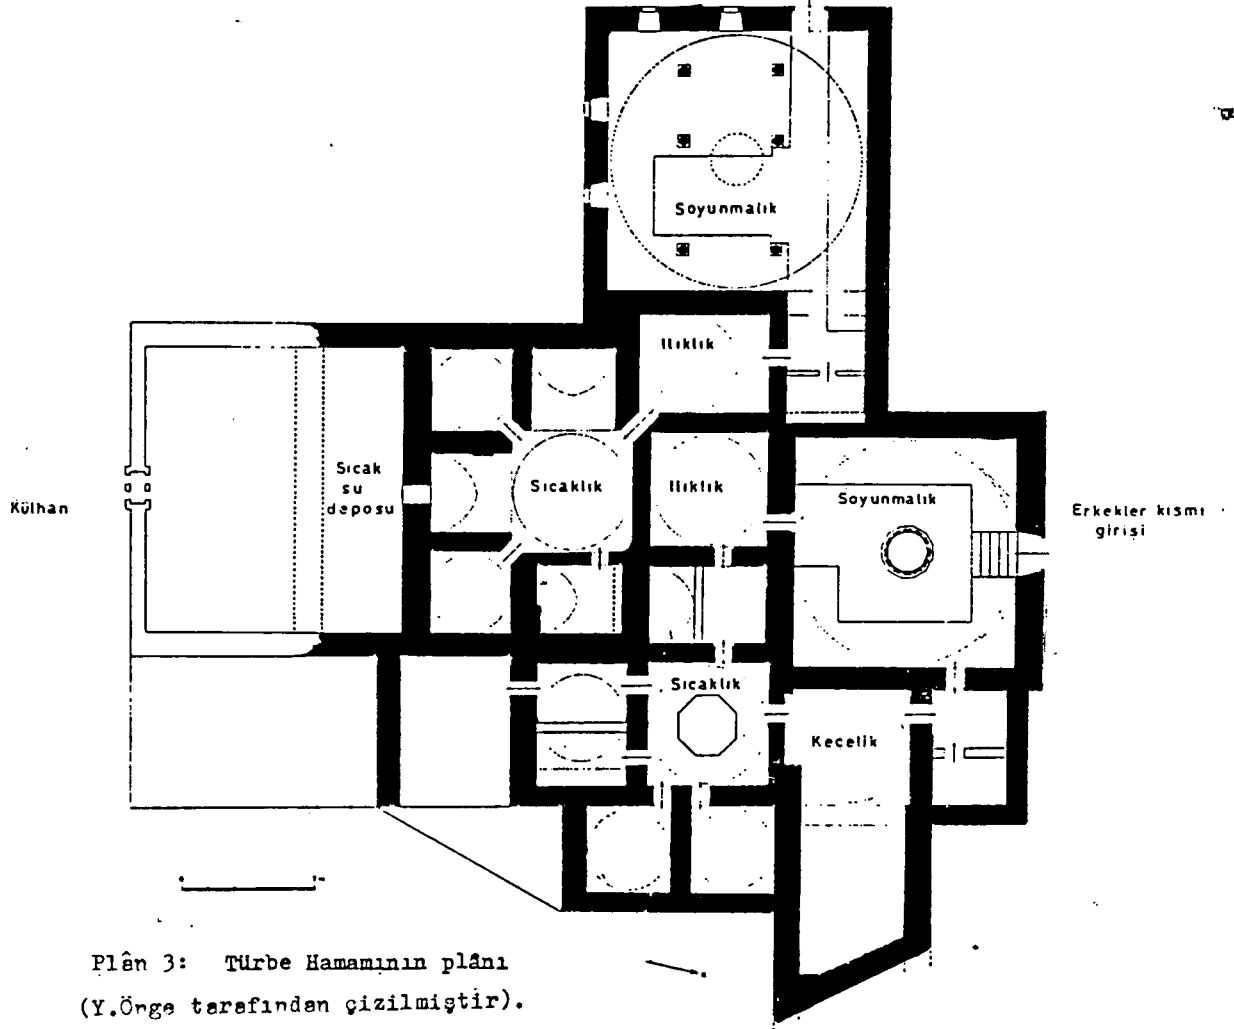 Soyunmalık
Ilıklık
Sıcak
su
deposu
Sıcaklık
Ilıklık
Soyunmalık
Külhan
Erkekler kısmı
girişi
Sıcaklık
Keçelik
Plân 3: Türbe Hamamının plânı
(Y.Önge tarafından çizilmiştir).